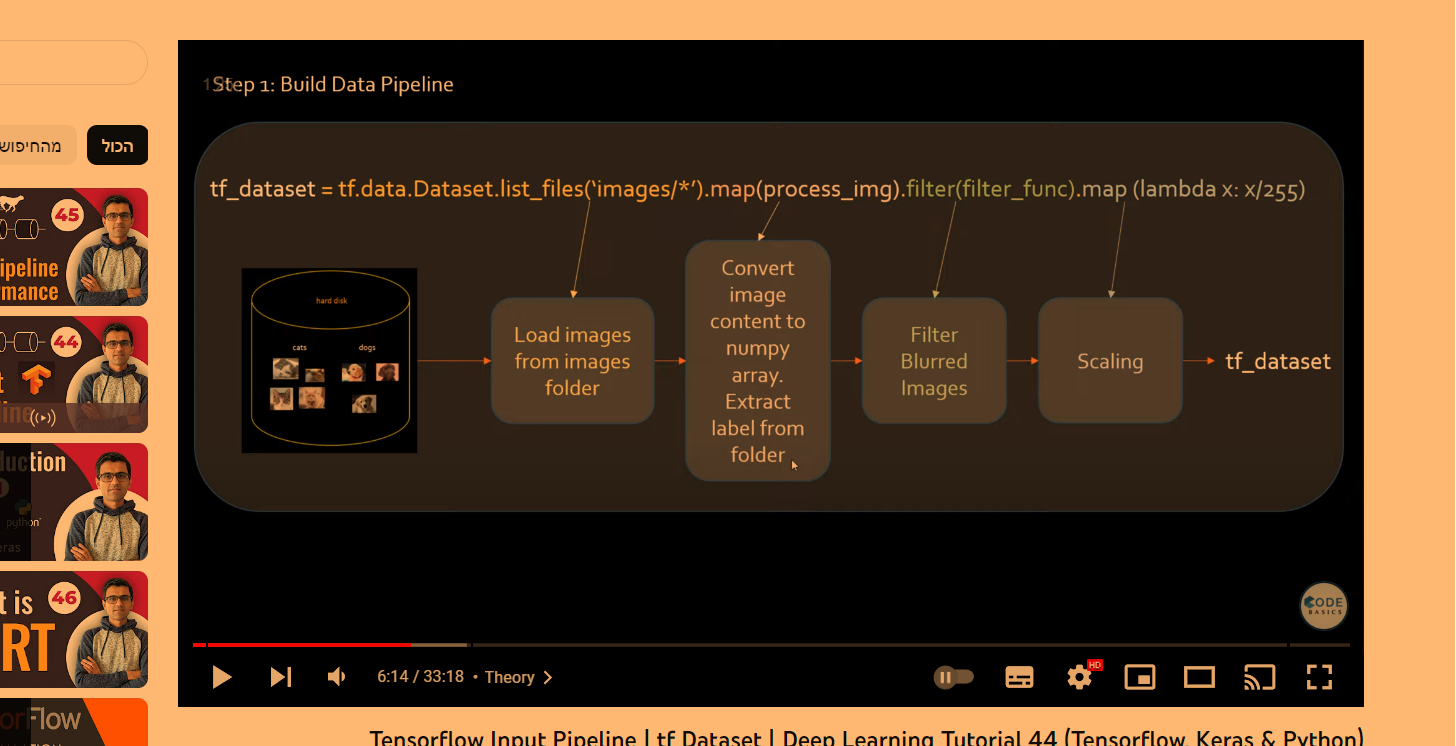 Step 1: Build Data Pipeline
tf_dataset = tf.data.Dataset.list_files(‘images/*’).map(process_img).filter(filter_func).map (lambda x: x/255)
hard disk
cats dogs
Load images
from images
folder
Convert
image
content to
numpy
array.
Extract
label from
folder
Filter
Blurred
Images
Scaling
tf_dataset
CODE
BASICS
6:14 / 33:18 • Theory
HD
Tensorflow Input Pipeline | tf Dataset | Deep Learning Tutorial 44 (Tensorflow, Keras & Python)
הכול
מהחיפוש
45
ipeline
rmance
44
t
line
duction
python
eras
t is
46
RT
orFlow